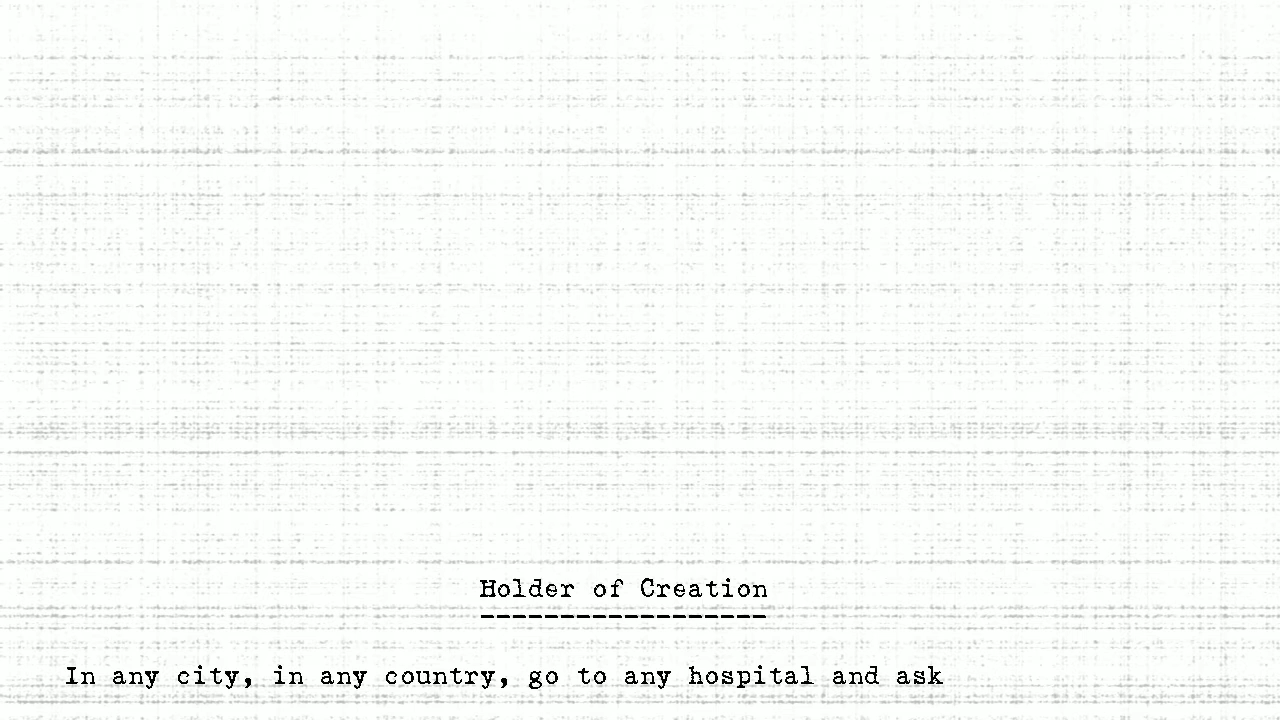 Holder of Creation
------------------
In any city, in any country, go to any hospital and ask